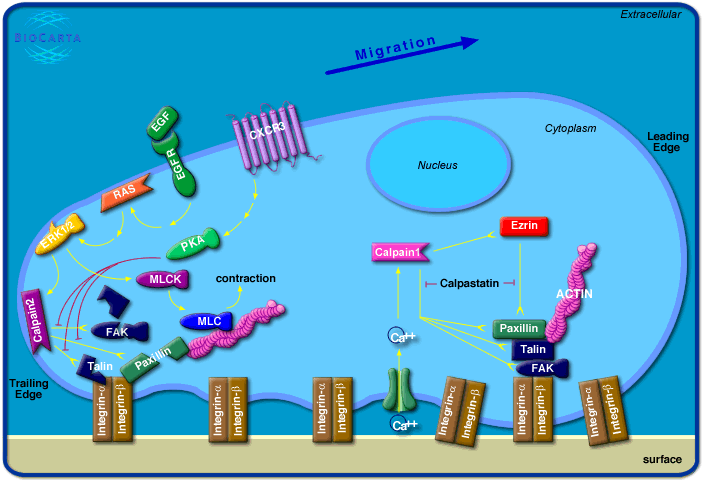 BIOCARTA
Extracellular
Migration
EGF
EGFR
CXCR3
Cytoplasm
Leading
Edge
Nucleus
RAS
ERK1/2
PKA
Ezrin
Calpain1
MLCK
contraction
Calpastatin
ACTIN
Calpain2
FAK
MLC
Paxillin
Talin
FAK
Ca++
Paxillin
Talin
Trailing
Edge
Integrin-α
Integrin-β
Integrin-α
Integrin-β
Integrin-α
Integrin-β
Ca++
Integrin-α
Integrin-β
Integrin-α
Integrin-β
Integrin-α
Integrin-β
surface